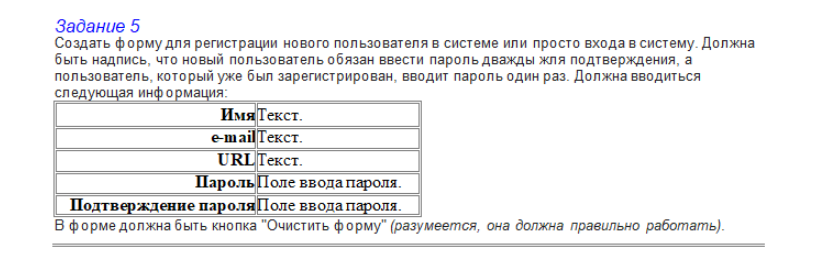 Задание 5
Создать форму для регистрации нового пользователя в системе или просто входа в систему. Должна
быть надпись, что новый пользователь обязан ввести пароль дважды жля подтверждения, а
пользователь, который уже был зарегистрирован, вводит пароль один раз. Должна вводиться
следующая информация:
Имя Текст.
e-mail Текст.
URL Текст.
Пароль Поле ввода пароля.
Подтверждение пароля Поле ввода пароля.
В форме должна быть кнопка "Очистить форму" (разумеется, она должна правильно работать).